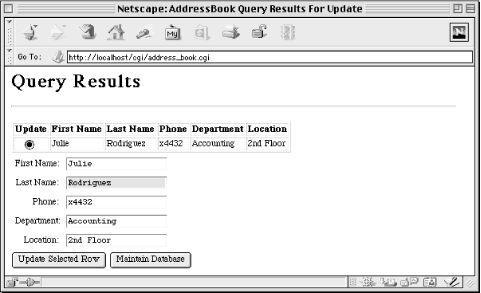 Netscape: AddressBook Query Results For Update
My
N
Go To: http://localhost/cgi/address_book.cgi
Query Results
Update First Name Last Name Phone Department Location
Julie Rodriguez x4432 Accounting 2nd Floor
First Name: Julie
Last Name: Rodriguez
Phone: x4432
Department: Accounting
Location: 2nd Floor
Update Selected Row Maintain Database